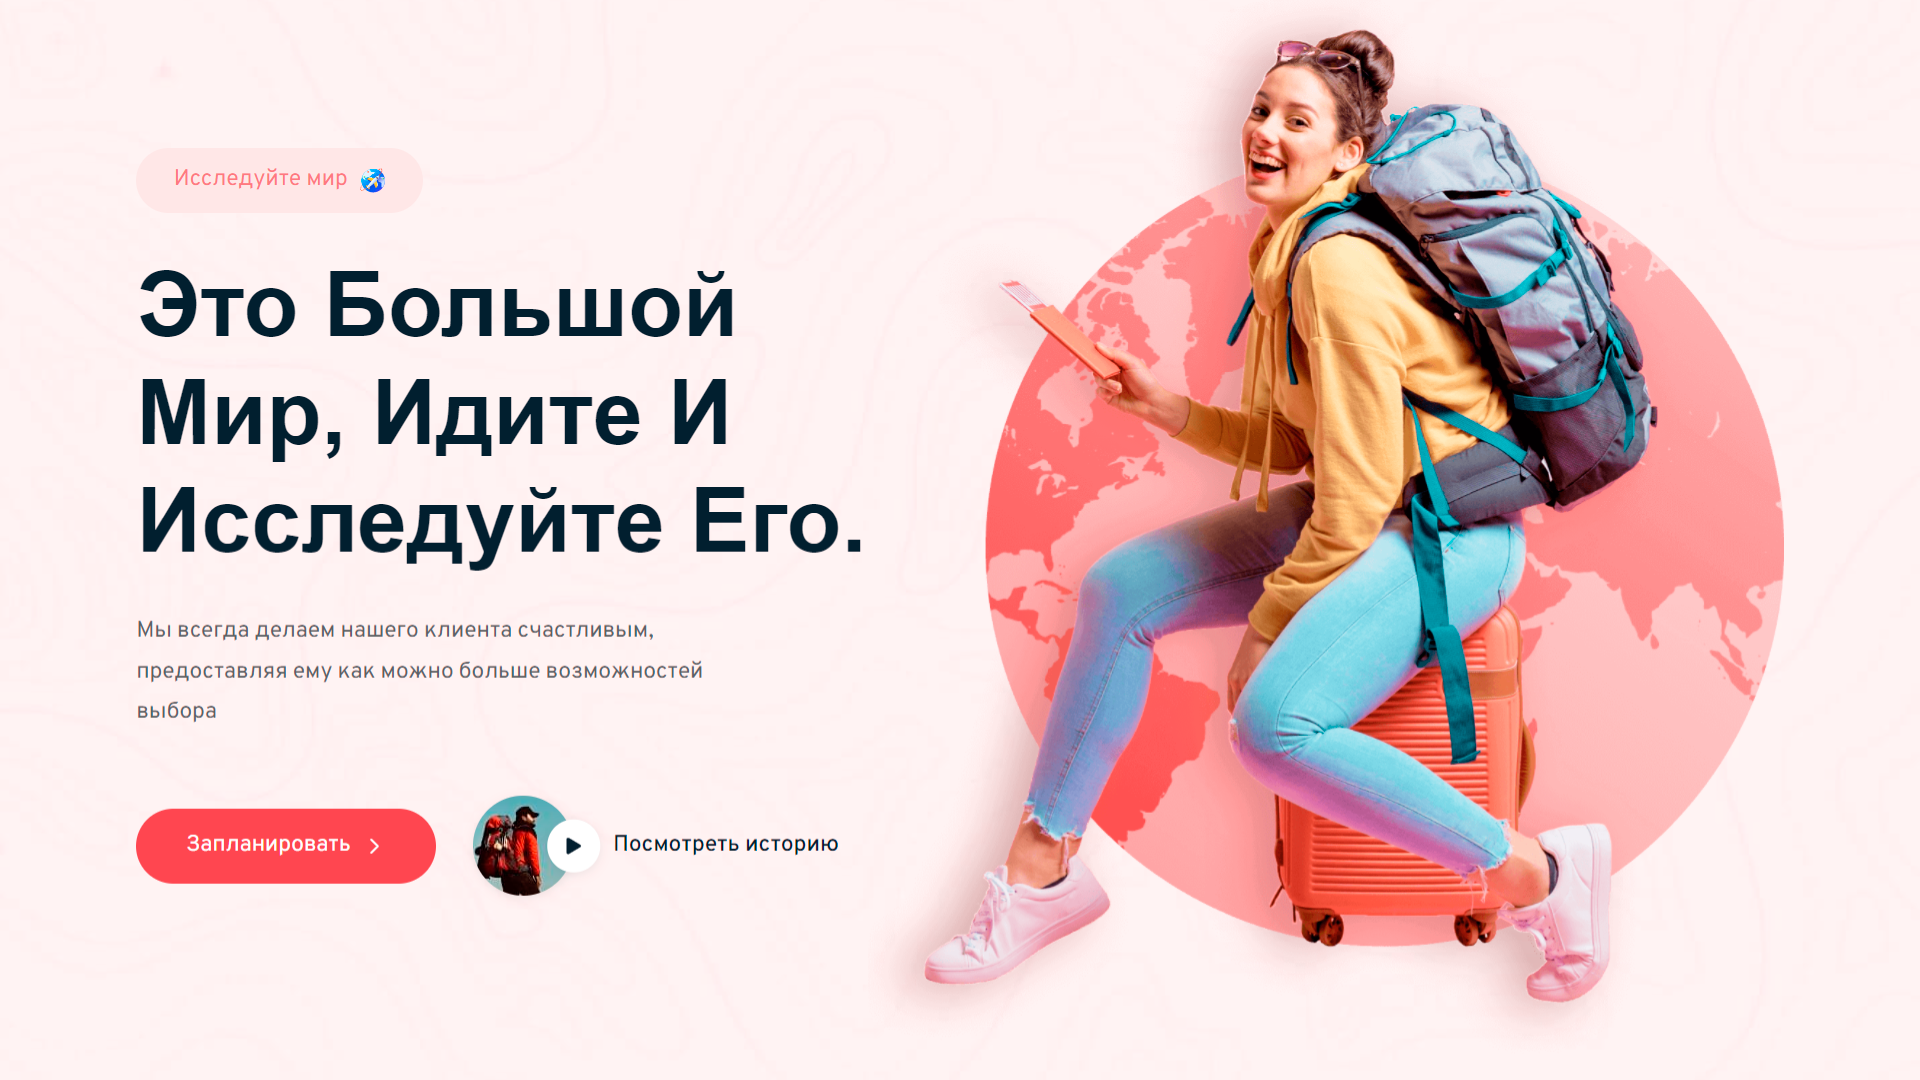 Исследуйте мир
Это Большой
Мир, Идите И
Исследуйте Его.
Мы всегда делаем нашего клиента счастливым,
предоставляя ему как можно больше возможностей
выбора
Запланировать
Посмотреть историю